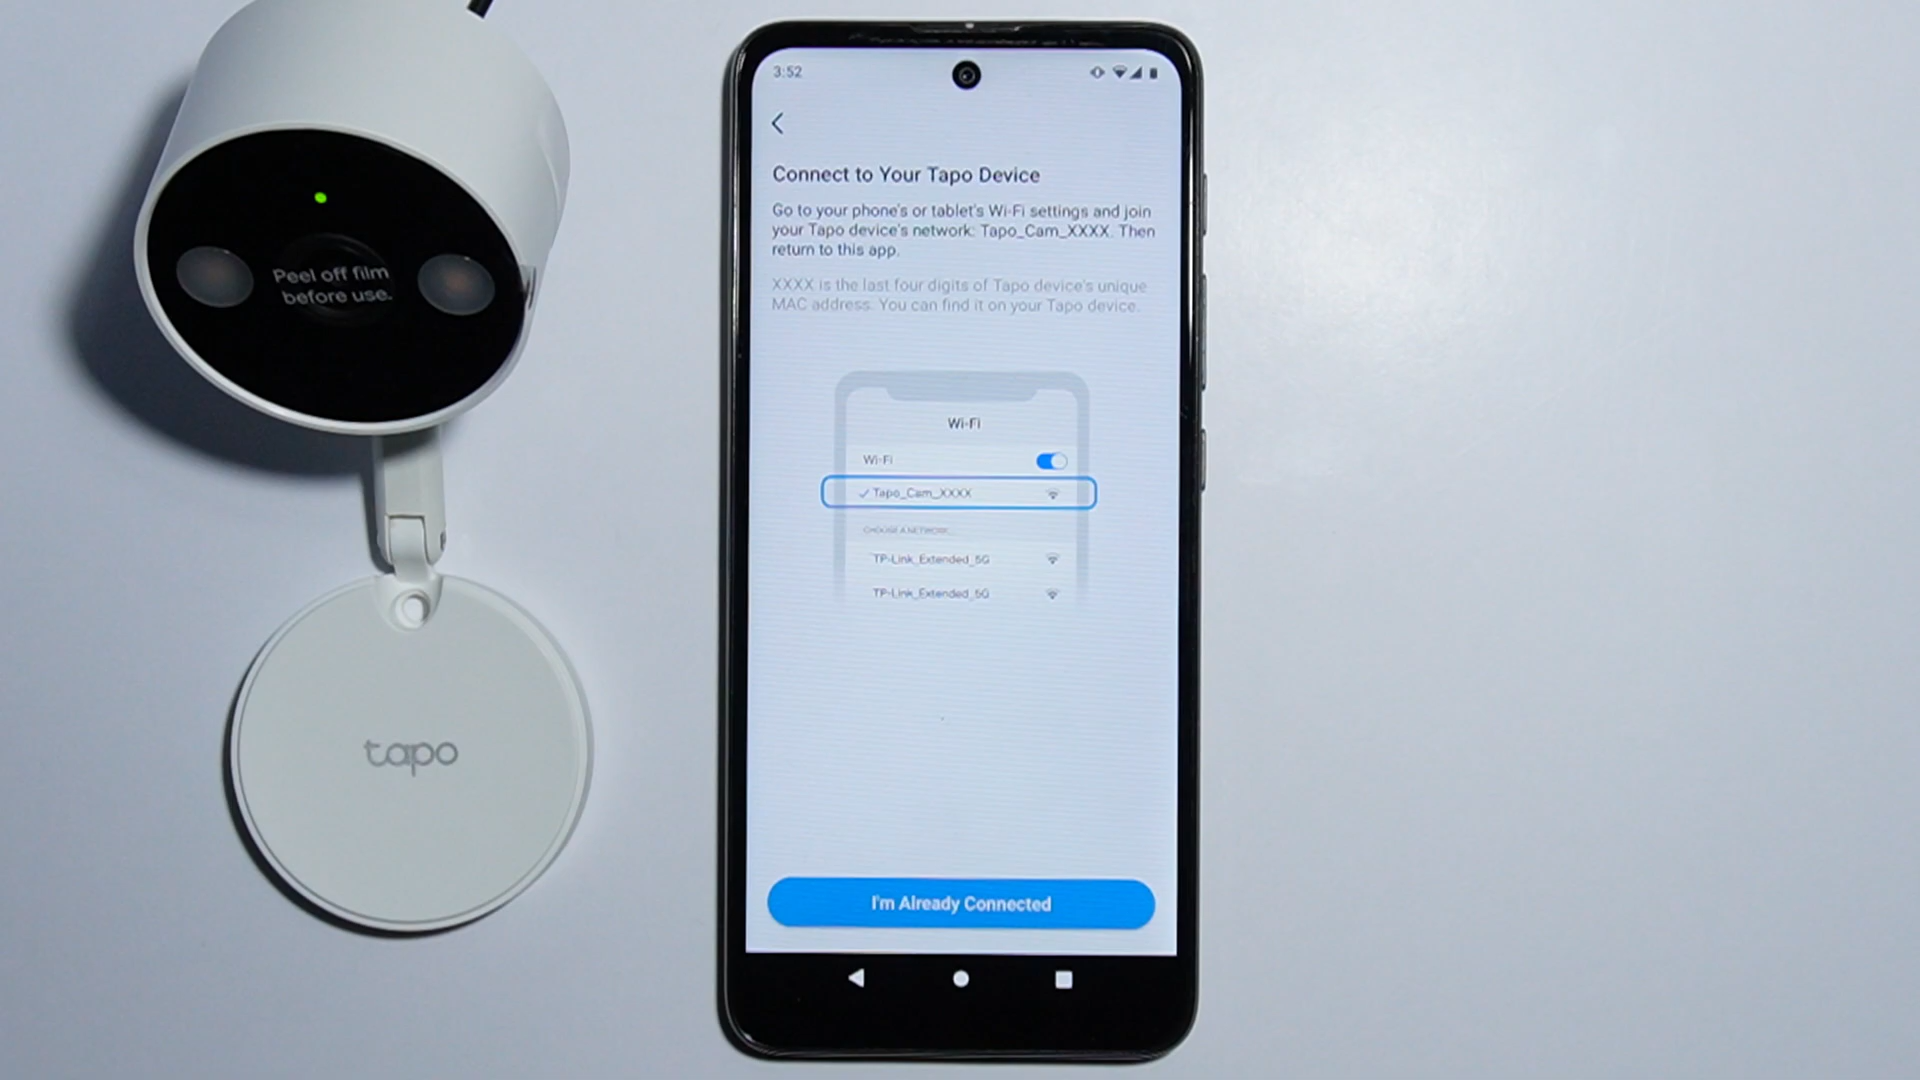 Peel off film
before use.
tapo
3:52
Connect to Your Tapo Device
Go to your phone's or tablet's Wi-Fi settings and join
your Tapo device's network: Tapo_Cam_XXXX. Then
return to this app.
XXXX is the last four digits of Tapo device's unique
MAC address. You can find it on your Tapo device.
Wi-Fi
Wi-Fi
Tapo_Cam_XXXX
CHOOSE A NETWORK...
TP-Link_Extended_5G
TP-Link_Extended_5G
I'm Already Connected